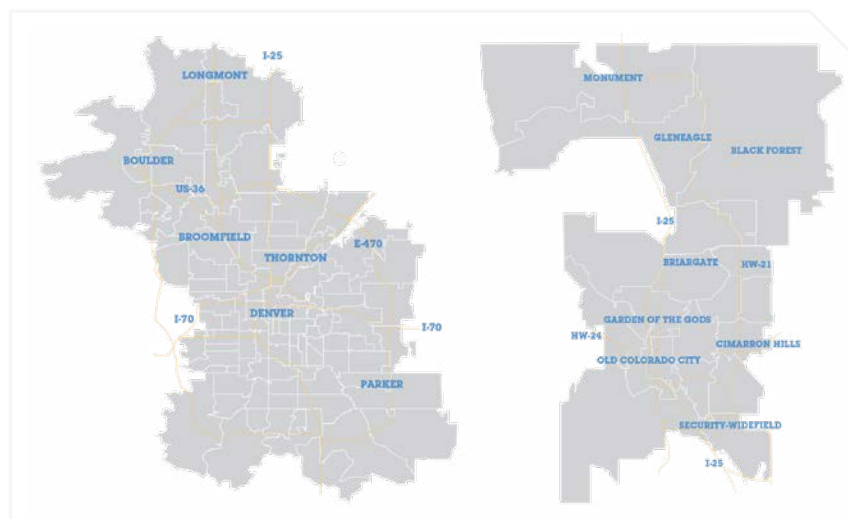 I-25
LONGMONT
BOULDER
US-36
BROOMFIELD
E-470
THORNTON
DENVER
I-70
I-70
PARKER
MONUMENT
GLENEAGLE
BLACK FOREST
I-25
BRIARGATE
HW-21
GARDEN OF THE GODS
HW-24
CIMARRON HILLS
OLD COLORADO CITY
SECURITY-WIDEFIELD
I-25